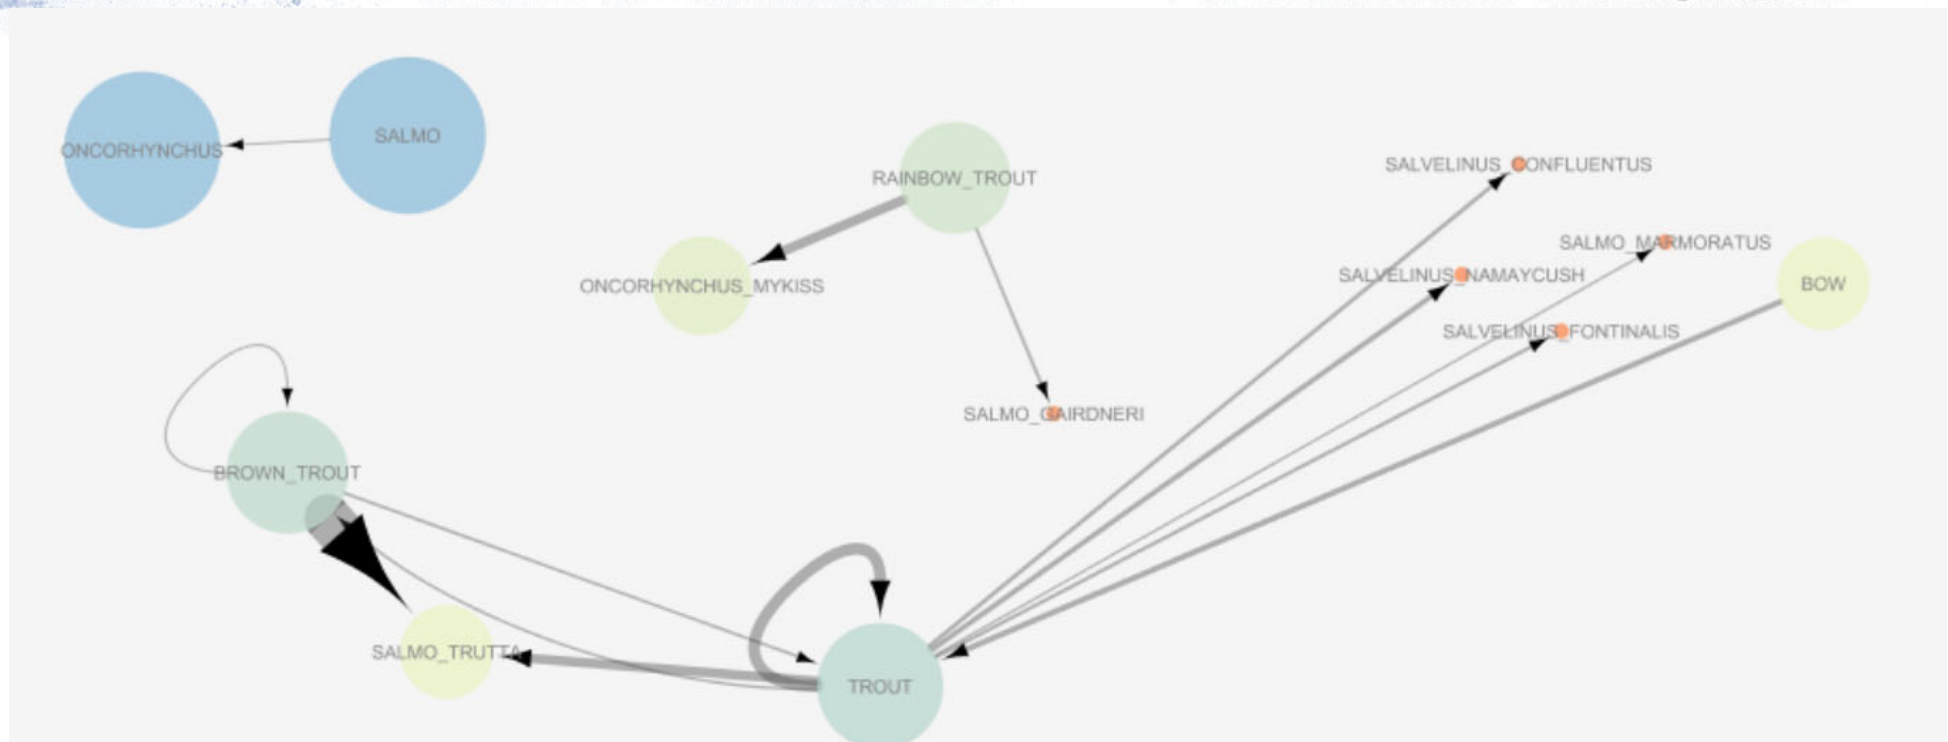 ONCORHYNCHUS
SALMO
RAINBOW_TROUT
SALVELINUS_CONFLUENTUS
SALMO_MARMORATUS
SALVELINUS_NAMAYCUSH
BOW
ONCORHYNCHUS_MYKISS
SALVELINUS_FONTINALIS
SALMO_GAIRDNERI
BROWN_TROUT
SALMO_TRUTTA
TROUT